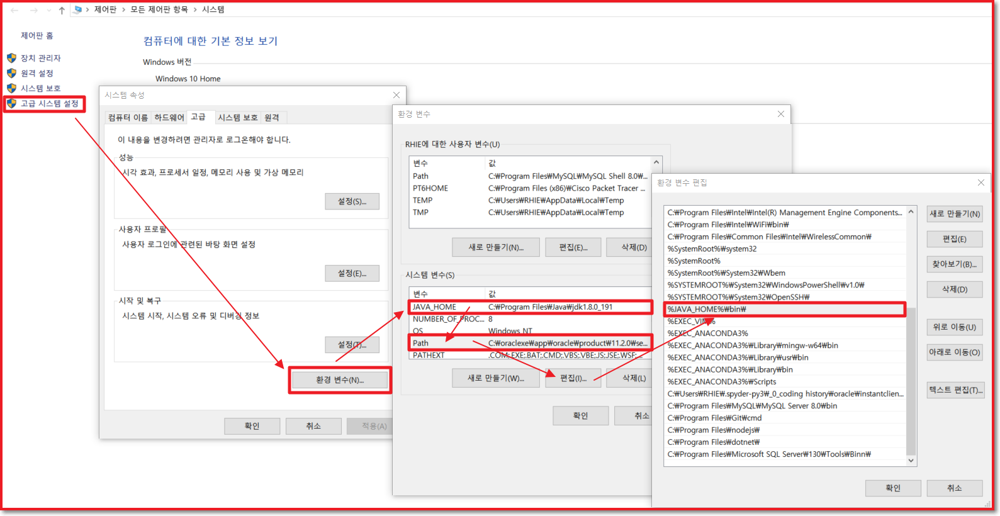 제어판 > 모든 제어판 항목 > 시스템
제어판 홈
장치 관리자
원격 설정
시스템 보호
고급 시스템 설정
컴퓨터에 대한 기본 정보 보기
Windows 버전
Windows 10 Home
시스템 속성
컴퓨터 이름 하드웨어 고급 시스템 보호 원격
이 내용을 변경하려면 관리자로 로그온해야 합니다.
성능
시각 효과, 프로세서 일정, 메모리 사용 및 가상 메모리
설정(S)...
사용자 프로필
사용자 로그인에 관련된 바탕 화면 설정
설정(E)...
시작 및 복구
시스템 시작, 시스템 오류 및 디버깅 정보
설정(T)...
환경 변수(N)...
확인 취소 적용(A)
환경 변수
RHIE에 대한 사용자 변수(U)
변수 값
Path C:₩Program Files₩MySQL₩MySQL Shell 8.0₩...
PT6HOME C:₩Program Files (x86)₩Cisco Packet Tracer ...
TEMP C:₩Users₩RHIE₩AppData₩Local₩Temp
TMP C:₩Users₩RHIE₩AppData₩Local₩Temp
새로 만들기(N)... 편집(E)... 삭제(D)
시스템 변수(S)
변수 값
JAVA_HOME C:₩Program Files₩Java₩jdk1.8.0_191
NUMBER_OF_PROC... 8
OS Windows_NT
Path C:₩oraclexe₩app₩oracle₩product₩11.2.0₩se...
PATHEXT .COM;.EXE;.BAT;.CMD;.VBS;.VBE;.JS;.JSE;.WSF;...
새로 만들기(W)... 편집(I)... 삭제(L)
확인 취소
환경 변수 편집
C:₩Program Files₩Intel₩Intel(R) Management Engine Components...
C:₩Program Files₩Intel₩WiFi₩bin₩
C:₩Program Files₩Common Files₩Intel₩WirelessCommon₩
%SystemRoot%₩system32
%SystemRoot%
%SystemRoot%₩System32₩Wbem
%SYSTEMROOT%₩System32₩WindowsPowerShell₩v1.0₩
%SYSTEMROOT%₩System32₩OpenSSH₩
%JAVA_HOME%₩bin₩
%EXEC_VIM%
%EXEC_ANACONDA3%
%EXEC_ANACONDA3%₩Library₩mingw-w64₩bin
%EXEC_ANACONDA3%₩Library₩usr₩bin
%EXEC_ANACONDA3%₩Library₩bin
%EXEC_ANACONDA3%₩Scripts
C:₩Users₩RHIE₩.spyder-py3₩_0_coding history₩oracle₩instantclien...
C:₩Program Files₩MySQL₩MySQL Server 8.0₩bin
C:₩Program Files₩Git₩cmd
C:₩Program Files₩nodejs₩
C:₩Program Files₩dotnet₩
C:₩Program Files₩Microsoft SQL Server₩130₩Tools₩Binn₩
새로 만들기(N)
편집(E)
찾아보기(B)...
삭제(D)
위로 이동(U)
아래로 이동(O)
텍스트 편집(T)...
확인 취소